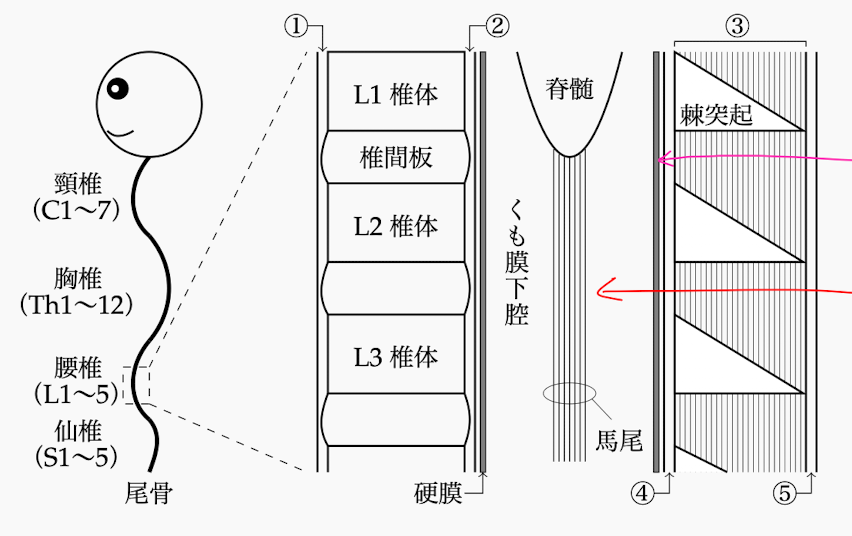 ① ② ③
L1 椎体
脊髄
棘突起
椎間板
頸椎
(C1〜7)
L2 椎体
くも膜下腔
胸椎
(Th1〜12)
腰椎
(L1〜5)
L3 椎体
仙椎
(S1〜5)
馬尾
尾骨
硬膜
④ ⑤